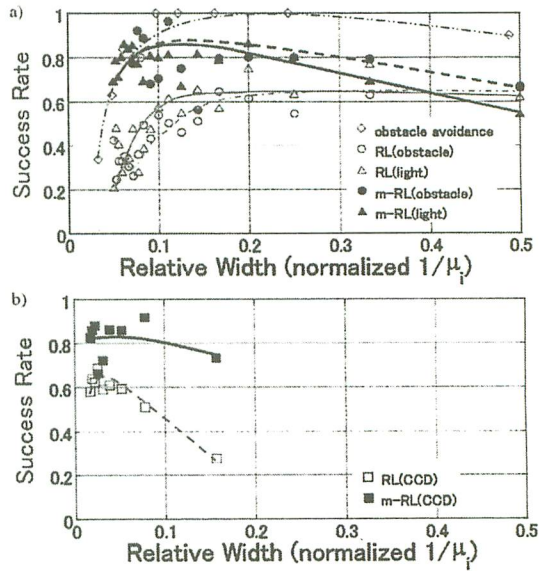 a)
Success Rate
1
0.8
0.6
0.4
0.2
0
0 0.1 0.2 0.3 0.4 0.5
obstacle avoidance
RL(obstacle)
RL(light)
m-RL(obstacle)
m-RL(light)
Relative Width (normalized 1/μi)
b)
Success Rate
1
0.8
0.6
0.4
0.2
0
0 0.1 0.2 0.3 0.4 0.5
RL(CCD)
m-RL(CCD)
Relative Width (normalized 1/μi)